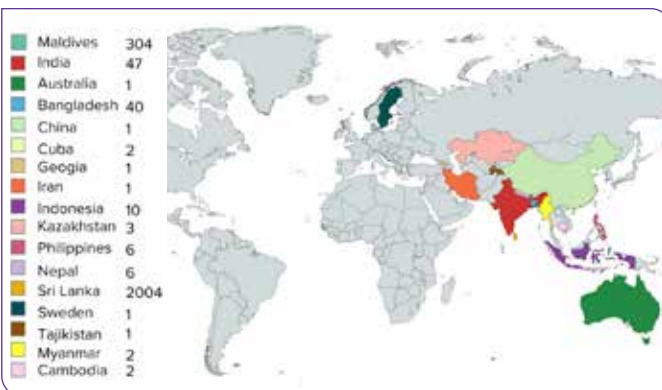 Maldives 304
India 47
Australia 1
Bangladesh 40
China 1
Cuba 2
Geogia 1
Iran 1
Indonesia 10
Kazakhstan 3
Philippines 6
Nepal 6
Sri Lanka 2004
Sweden 1
Tajikistan 1
Myanmar 2
Cambodia 2